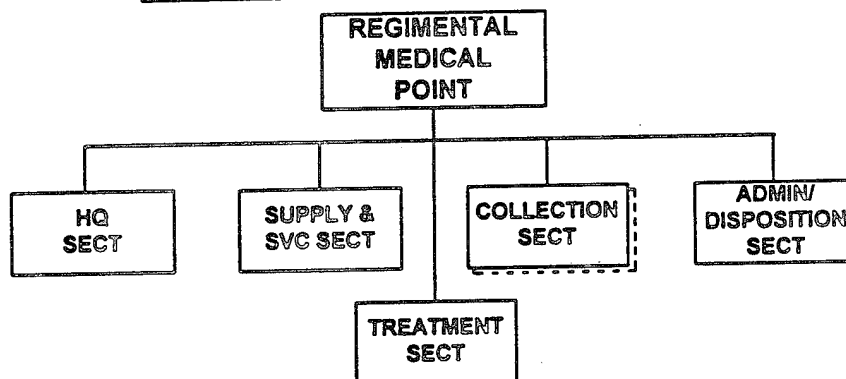 REGIMENTAL
MEDICAL
POINT
HQ
SECT
SUPPLY &
SVC SECT
COLLECTION
SECT
ADMIN/
DISPOSITION
SECT
TREATMENT
SECT